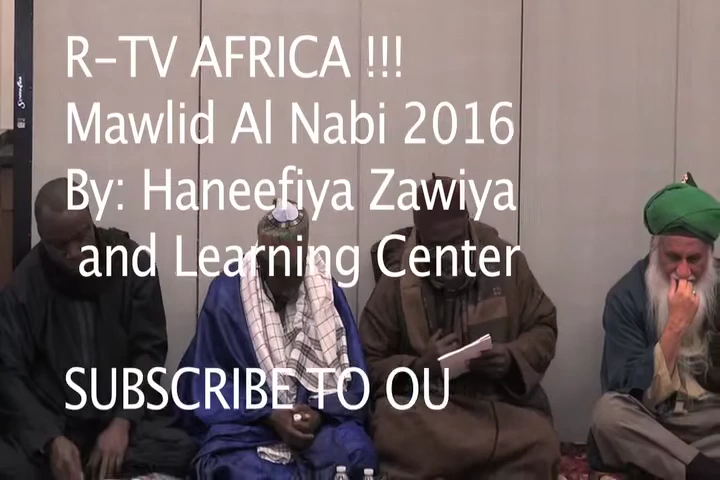 R-TV AFRICA !!!
Mawlid Al Nabi 2016
By: Haneefiya Zawiya
and Learning Center
SUBSCRIBE TO OU